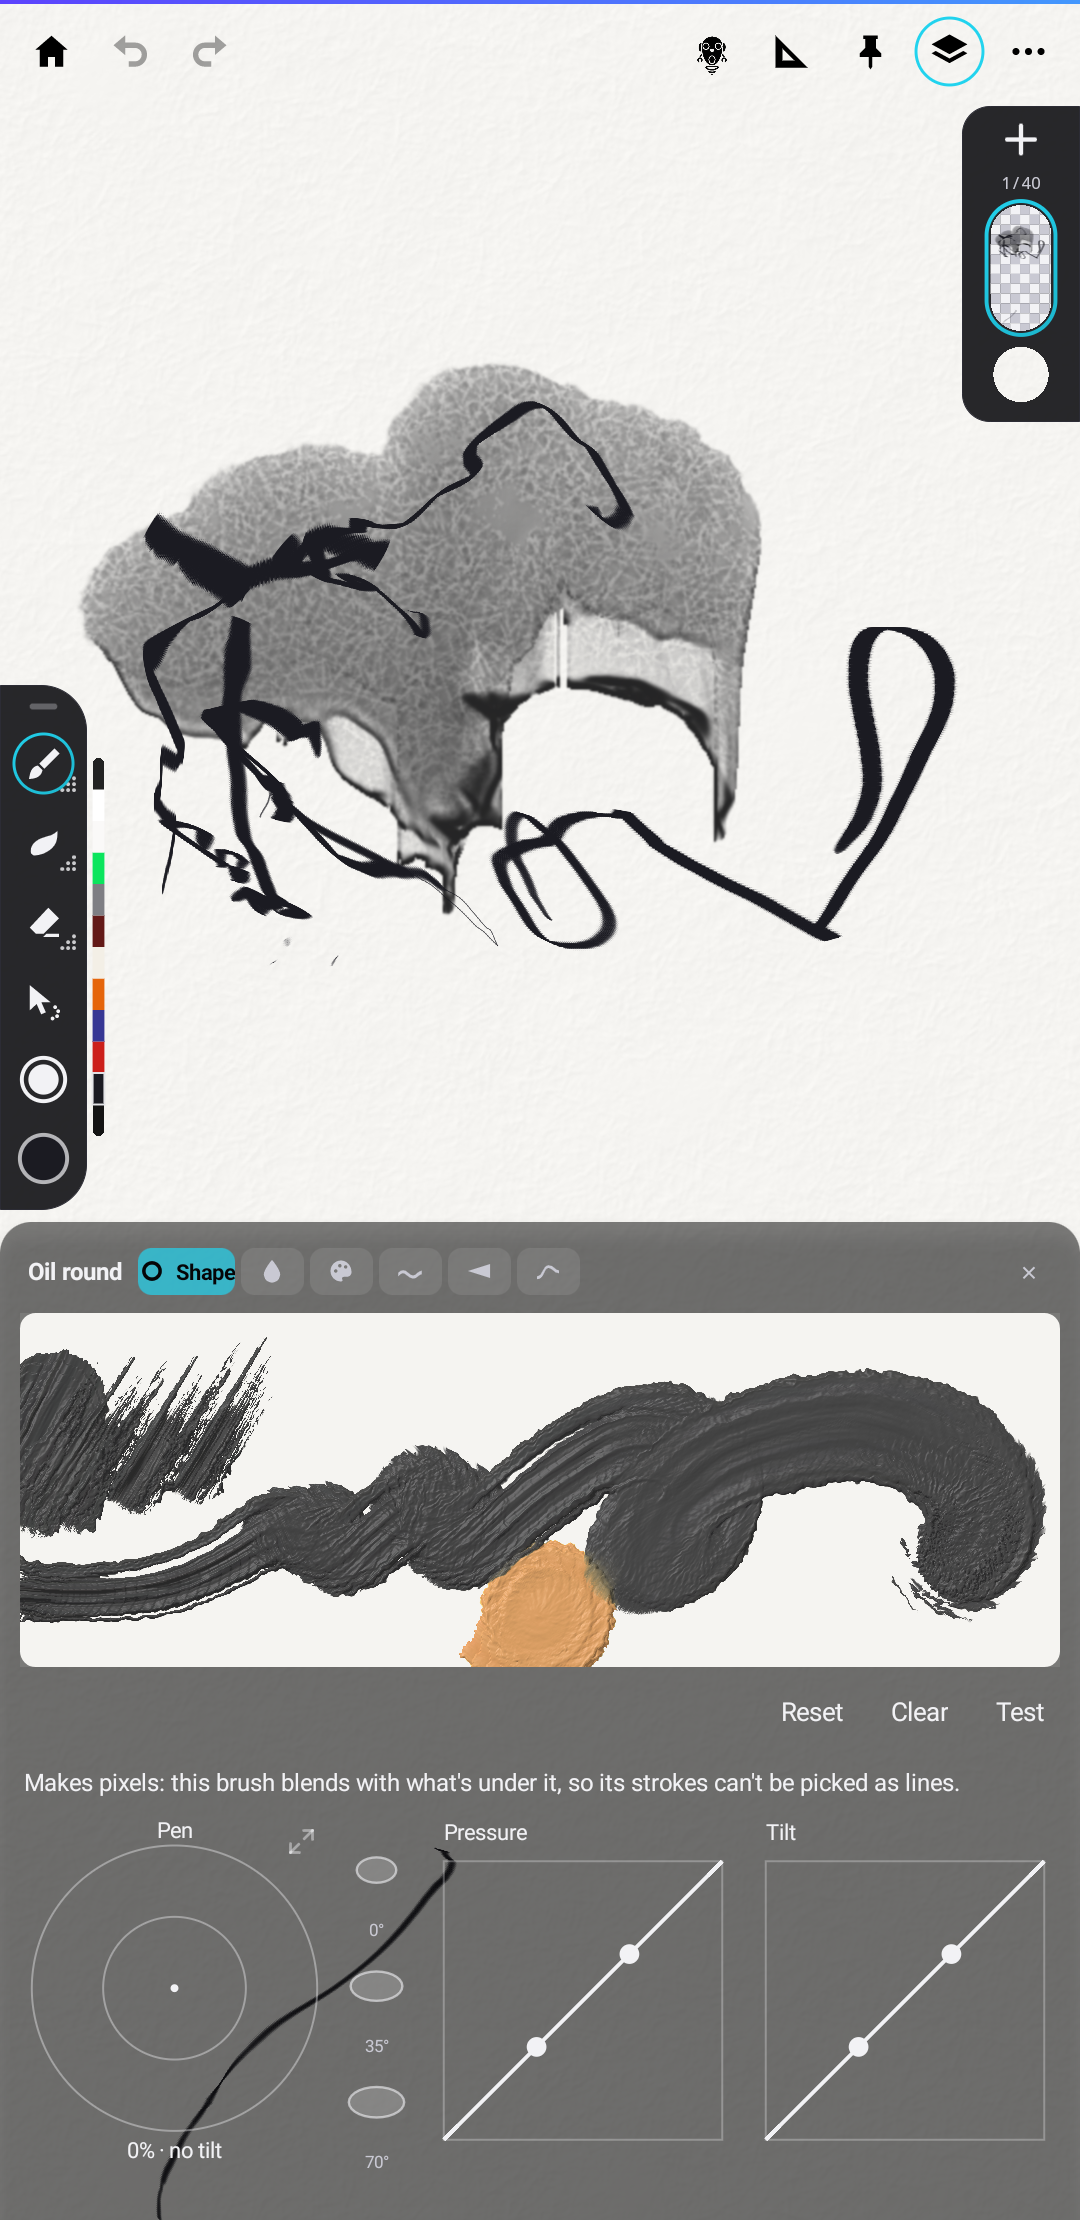 1/40
Oil round
Shape
Reset Clear Test
Makes pixels: this brush blends with what's under it, so its strokes can't be picked as lines.
Pen
Pressure
Tilt
0°
35°
70°
0% · no tilt